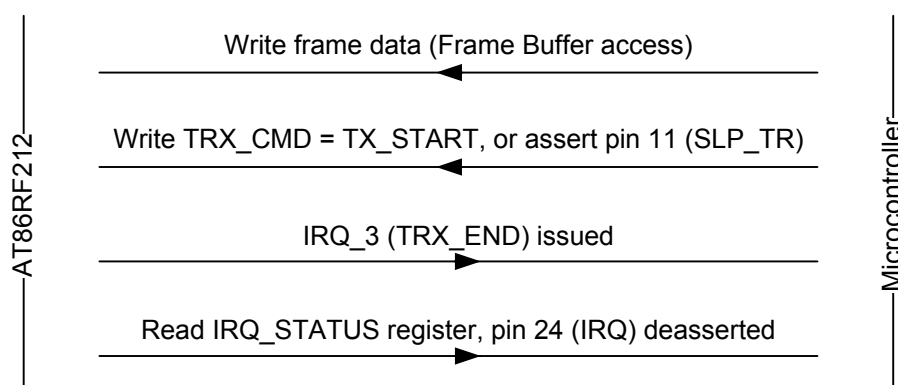 Write frame data (Frame Buffer access)
Write TRX_CMD = TX_START, or assert pin 11 (SLP_TR)
AT86RF212
Microcontroller
IRQ_3 (TRX_END) issued
Read IRQ_STATUS register, pin 24 (IRQ) deasserted